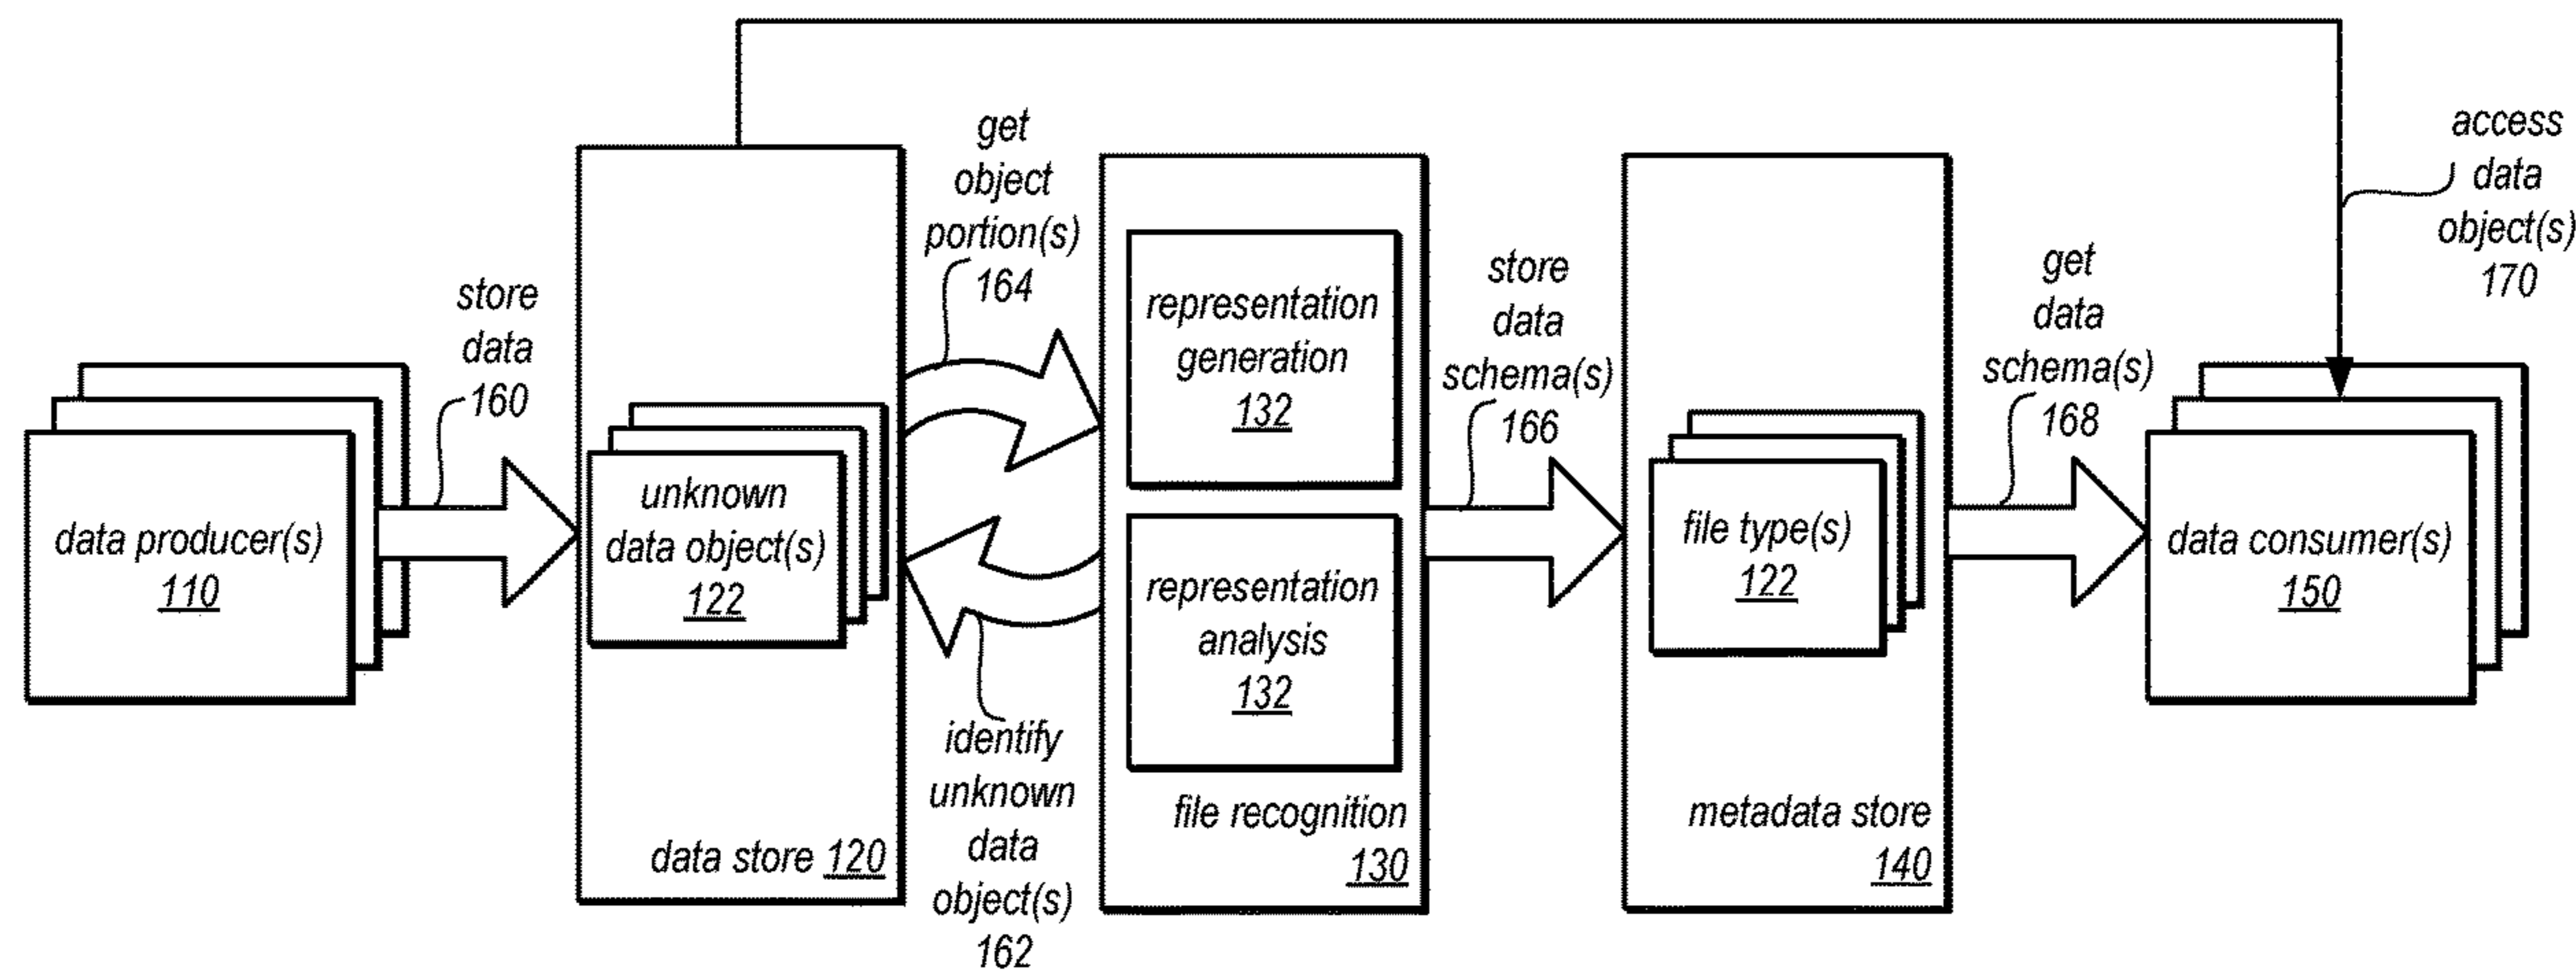 data producer(s)
110
store
data
160
unknown
data object(s)
122
data store 120
get
object
portion(s)
164
identify
unknown
data
object(s)
162
representation
generation
132
representation
analysis
132
file recognition
130
store
data
schema(s)
166
file type(s)
122
metadata store
140
get
data
schema(s)
168
access
data
object(s)
170
data consumer(s)
150